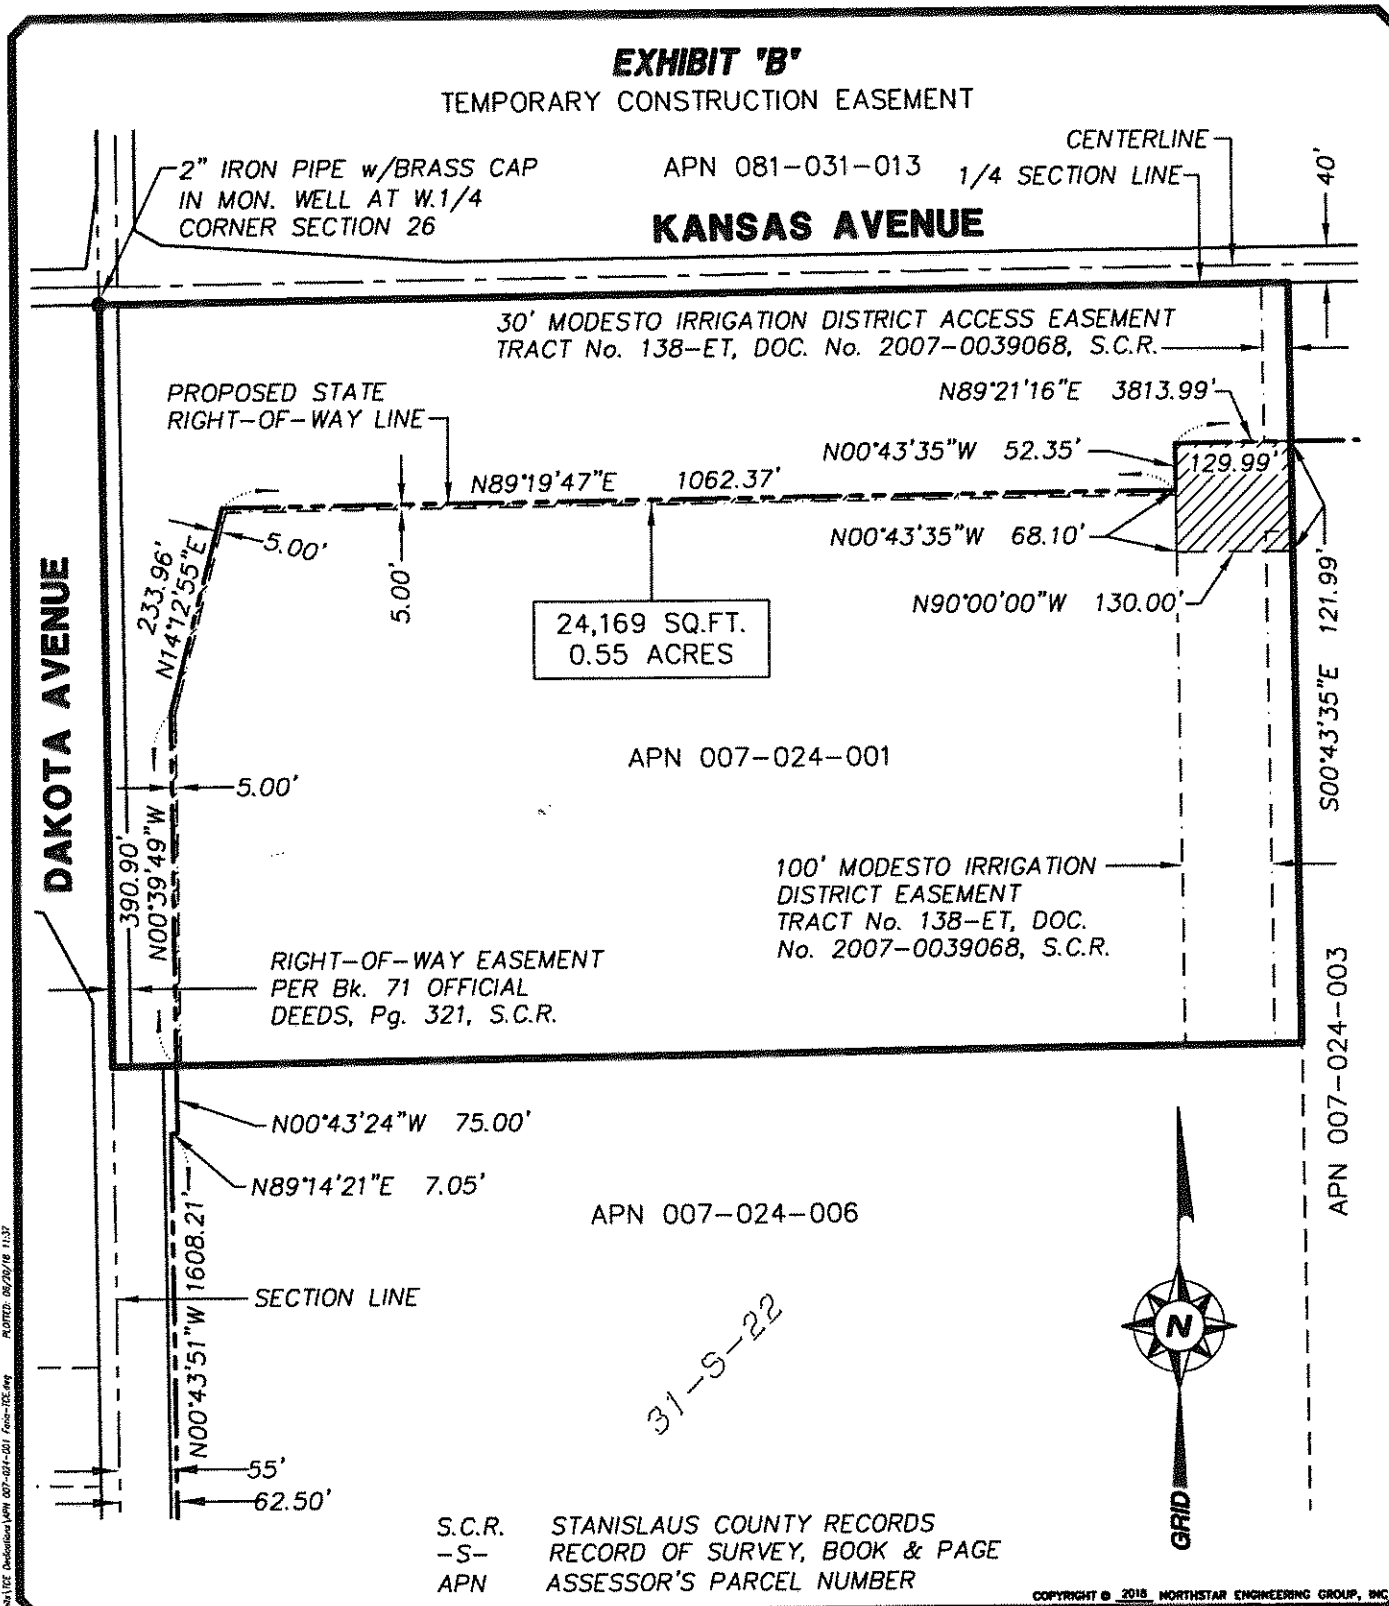 EXHIBIT "B"
TEMPORARY CONSTRUCTION EASEMENT
2" IRON PIPE w/BRASS CAP
IN MON. WELL AT W.1/4
CORNER SECTION 26
APN 081-031-013
CENTERLINE
1/4 SECTION LINE
40'
KANSAS AVENUE
30' MODESTO IRRIGATION DISTRICT ACCESS EASEMENT
TRACT No. 138-ET, DOC. No. 2007-0039068, S.C.R.
PROPOSED STATE
RIGHT-OF-WAY LINE
N89°21'16"E 3813.99'
N00°43'35"W 52.35'
129.99'
N89°19'47"E 1062.37'
5.00'
5.00'
233.96'
N14°12'55"E
N00°43'35"W 68.10'
N90°00'00"W 130.00'
24,169 SQ.FT.
0.55 ACRES
S00°43'35"E 121.99'
DAKOTA AVENUE
APN 007-024-001
5.00'
390.90'
N00°39'49"W
100' MODESTO IRRIGATION
DISTRICT EASEMENT
TRACT No. 138-ET, DOC.
No. 2007-0039068, S.C.R.
RIGHT-OF-WAY EASEMENT
PER Bk. 71 OFFICIAL
DEEDS, Pg. 321, S.C.R.
APN 007-024-003
N00°43'24"W 75.00'
N89°14'21"E 7.05'
APN 007-024-006
N00°43'51"W 1608.21'
SECTION LINE
31-S-22
N
GRID
55'
62.50'
S.C.R. STANISLAUS COUNTY RECORDS
-S- RECORD OF SURVEY, BOOK & PAGE
APN ASSESSOR'S PARCEL NUMBER
COPYRIGHT © 2018 NORTHSTAR ENGINEERING GROUP, INC